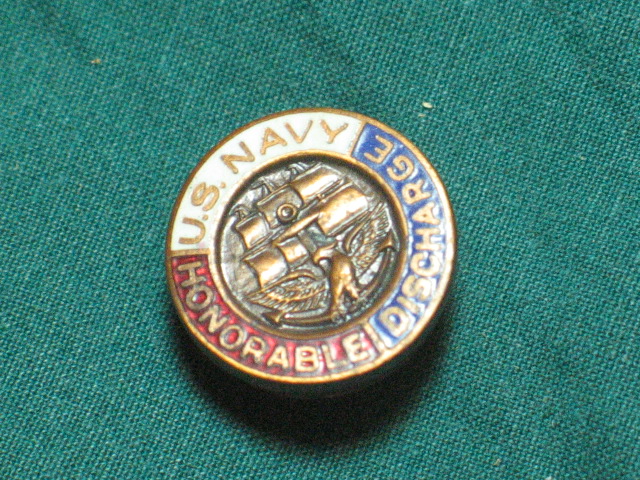 U.S. NAVY
HONORABLE
DISCHARGE